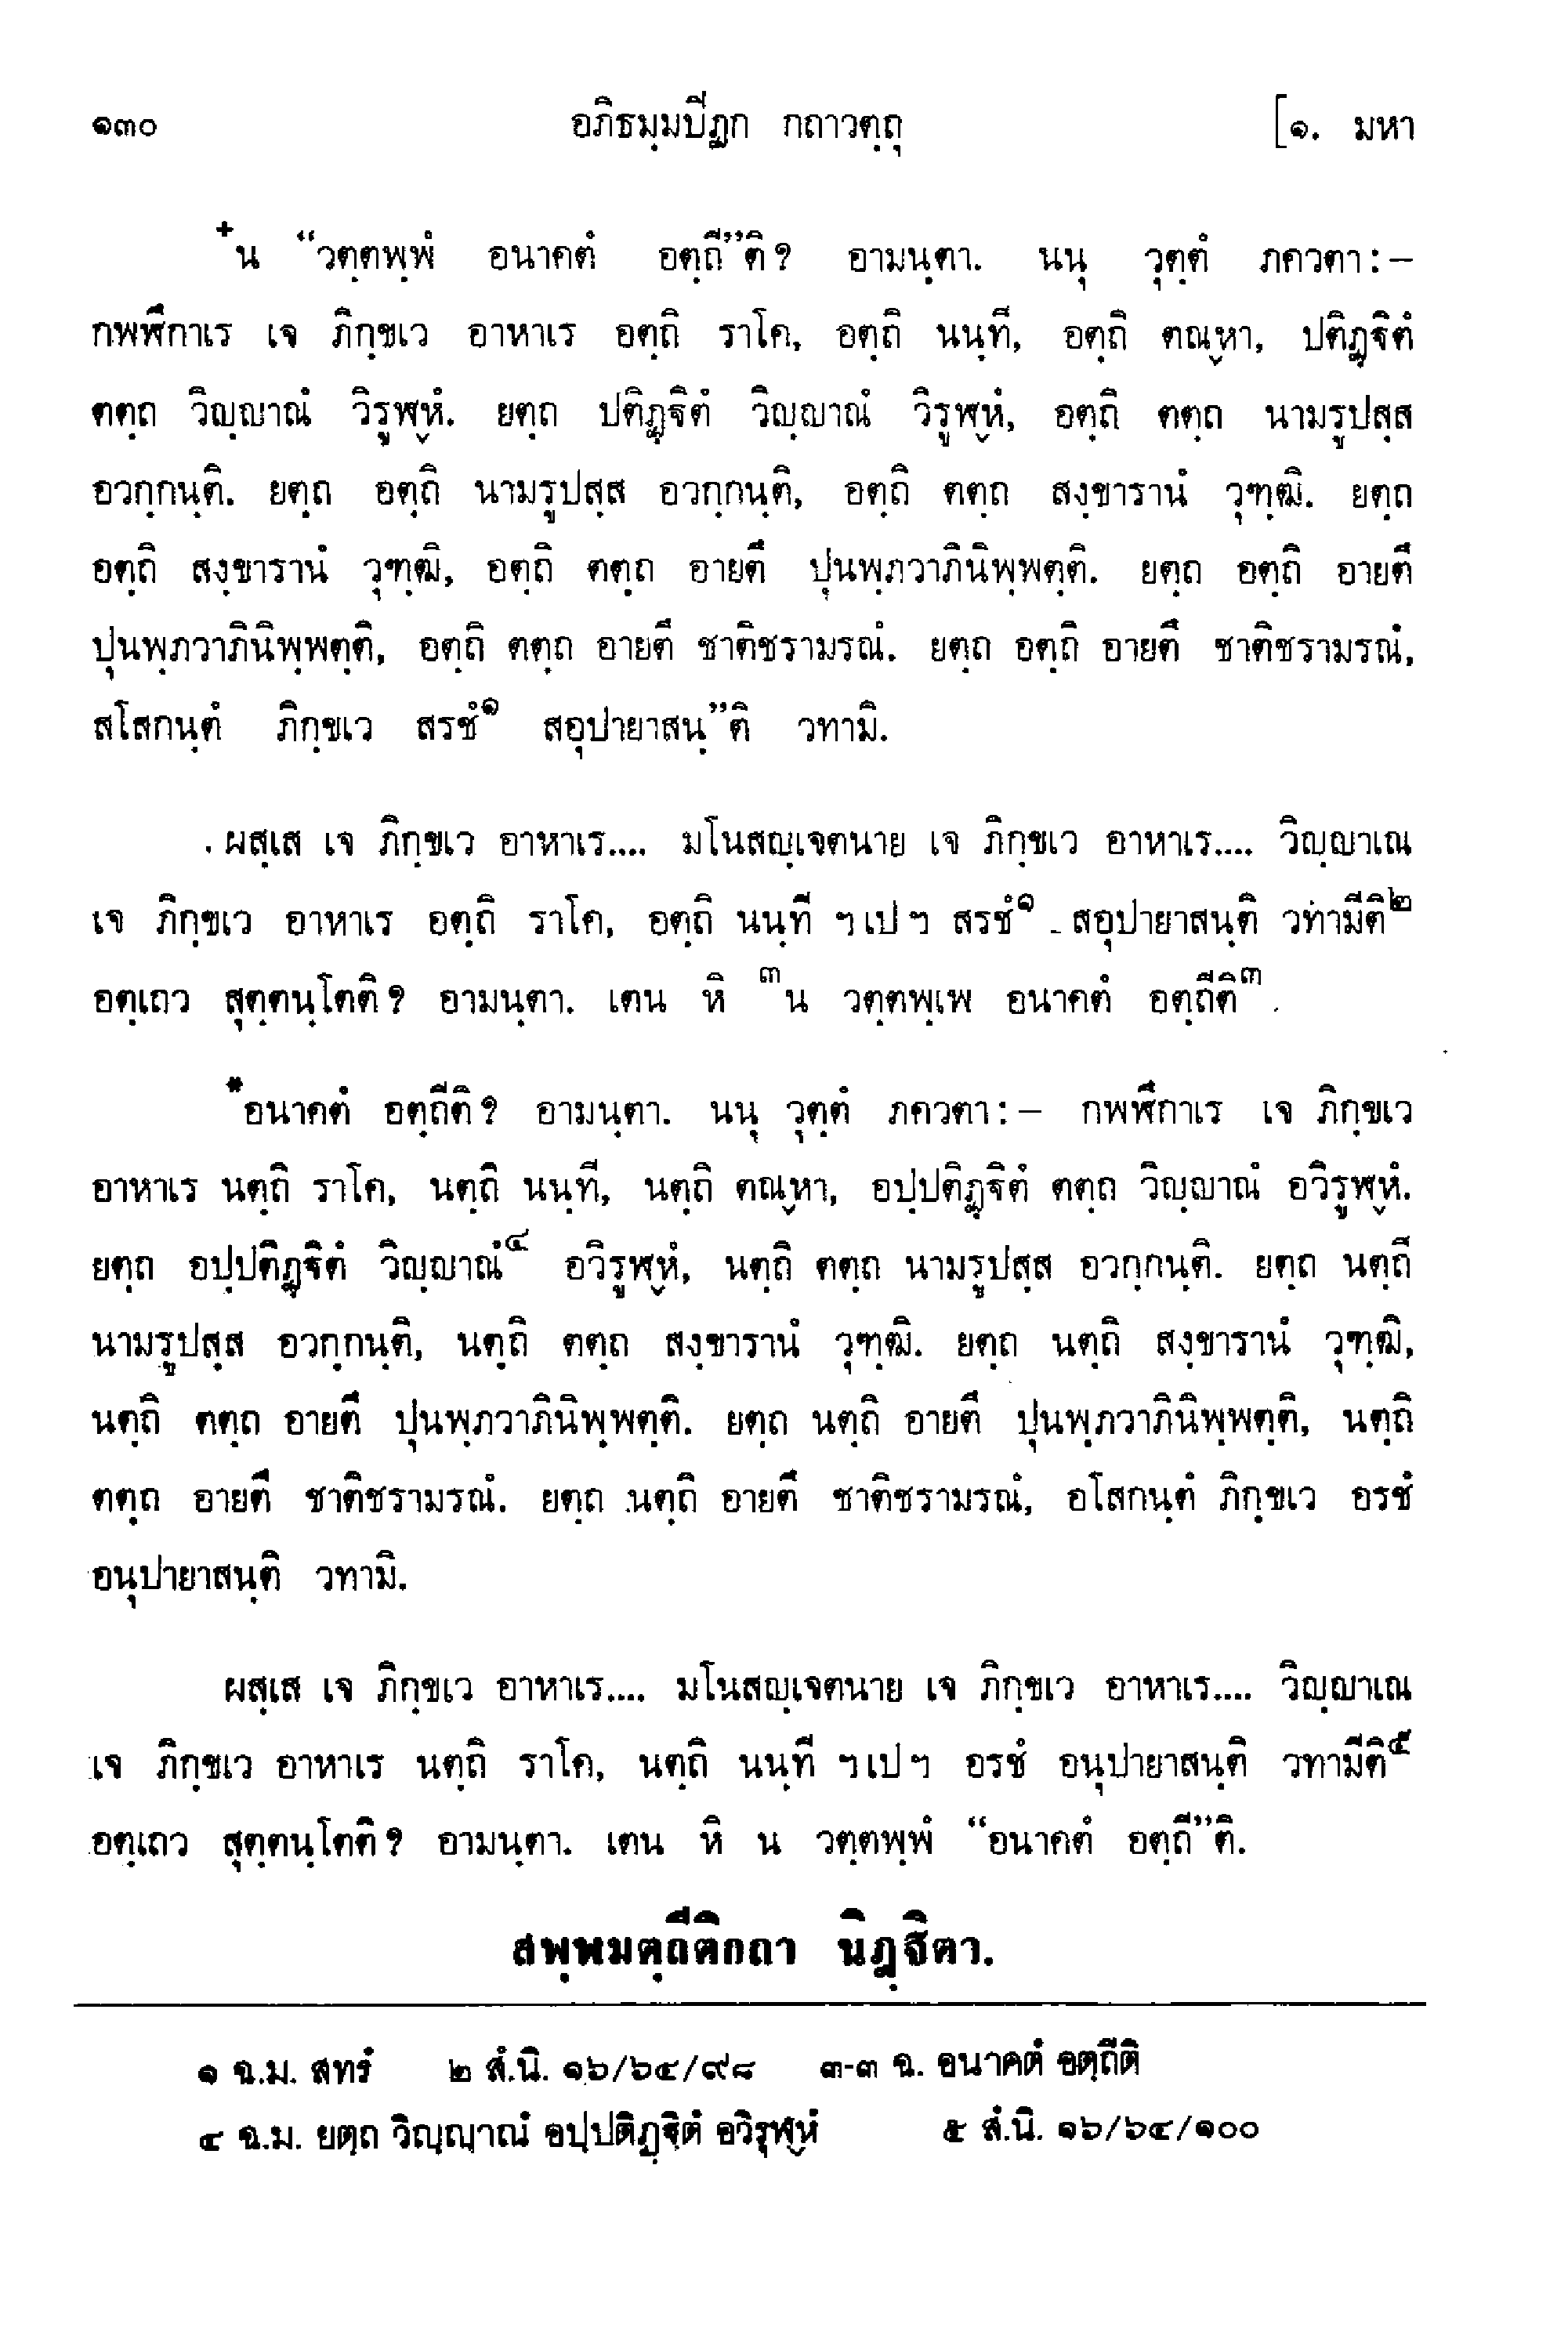 ๑๓๐ อภิธมฺมปิฏก กถาวตฺถุ [๑. มหา
+น “วตฺตพฺพํ อนาคตํ อตฺถี”ติ? อามนฺตา. นนุ วุตฺตํ ภควตา:–
กพฬีกาเร เจ ภิกฺขเว อาหาเร อตฺถิ ราโค, อตฺถิ นนฺที, อตฺถิ ตณฺหา, ปติฏฺฐิตํ
ตตฺถ วิญฺญาณํ วิรูฬฺหํ. ยตฺถ ปติฏฺฐิตํ วิญฺญาณํ วิรูฬฺหํ, อตฺถิ ตตฺถ นามรูปสฺส
อวกฺกนฺติ. ยตฺถ อตฺถิ นามรูปสฺส อวกฺกนฺติ, อตฺถิ ตตฺถ สงฺขารานํ วุฑฺฒิ. ยตฺถ
อตฺถิ สงฺขารานํ วุฑฺฒิ, อตฺถิ ตตฺถ อายตึ ปุนพฺภวาภินิพฺพตฺติ. ยตฺถ อตฺถิ อายตึ
ปุนพฺภวาภินิพฺพตฺติ, อตฺถิ ตตฺถ อายตึ ชาติชรามรณํ. ยตฺถ อตฺถิ อายตึ ชาติชรามรณํ,
สโสกนฺตํ ภิกฺขเว สรชํ๑ สอุปายาสนฺ”ติ วทามิ.
ผสฺเส เจ ภิกฺขเว อาหาเร.... มโนสญฺเจตนาย เจ ภิกฺขเว อาหาเร.... วิญฺญาเณ
เจ ภิกฺขเว อาหาเร อตฺถิ ราโค, อตฺถิ นนฺที ฯเปฯ สรชํ๑ สอุปายาสนฺติ วทามีติ๒
อตฺเถว สุตฺตนฺโตติ? อามนฺตา. เตน หิ ๓น วตฺตพฺเพ อนาคตํ อตฺถีติ๓.
*อนาคตํ อตฺถีติ? อามนฺตา. นนุ วุตฺตํ ภควตา:– กพฬีกาเร เจ ภิกฺขเว
อาหาเร นตฺถิ ราโค, นตฺถิ นนฺที, นตฺถิ ตณฺหา, อปฺปติฏฺฐิตํ ตตฺถ วิญฺญาณํ อวิรูฬฺหํ.
ยตฺถ อปฺปติฏฺฐิตํ วิญฺญาณํ๔ อวิรูฬฺหํ, นตฺถิ ตตฺถ นามรูปสฺส อวกฺกนฺติ. ยตฺถ นตฺถิ
นามรูปสฺส อวกฺกนฺติ, นตฺถิ ตตฺถ สงฺขารานํ วุฑฺฒิ. ยตฺถ นตฺถิ สงฺขารานํ วุฑฺฒิ,
นตฺถิ ตตฺถ อายตึ ปุนพฺภวาภินิพฺพตฺติ. ยตฺถ นตฺถิ อายตึ ปุนพฺภวาภินิพฺพตฺติ, นตฺถิ
ตตฺถ อายตึ ชาติชรามรณํ. ยตฺถ นตฺถิ อายตึ ชาติชรามรณํ, อโสกนฺตํ ภิกฺขเว อรชํ
อนุปายาสนฺติ วทามิ.
ผสฺเส เจ ภิกฺขเว อาหาเร.... มโนสญฺเจตนาย เจ ภิกฺขเว อาหาเร.... วิญฺญาเณ
เจ ภิกฺขเว อาหาเร นตฺถิ ราโค, นตฺถิ นนฺที ฯเปฯ อรชํ อนุปายาสนฺติ วทามีติ๕
อตฺเถว สุตฺตนฺโตติ? อามนฺตา. เตน หิ น วตฺตพฺพํ “อนาคตํ อตฺถี”ติ.
สพฺพมตฺถีติกถา นิฏฺฐิตา.
๑ ฉ.ม. สทรํ ๒ สํ.นิ. ๑๖/๖๔/๙๘ ๓-๓ ฉ. อนาคตํ อตฺถีติ
๔ ฉ.ม. ยตฺถ วิญฺญาณํ อปฺปติฏฺฐิตํ อวิรุฬฺหํ ๕ สํ.นิ. ๑๖/๖๔/๑๐๐